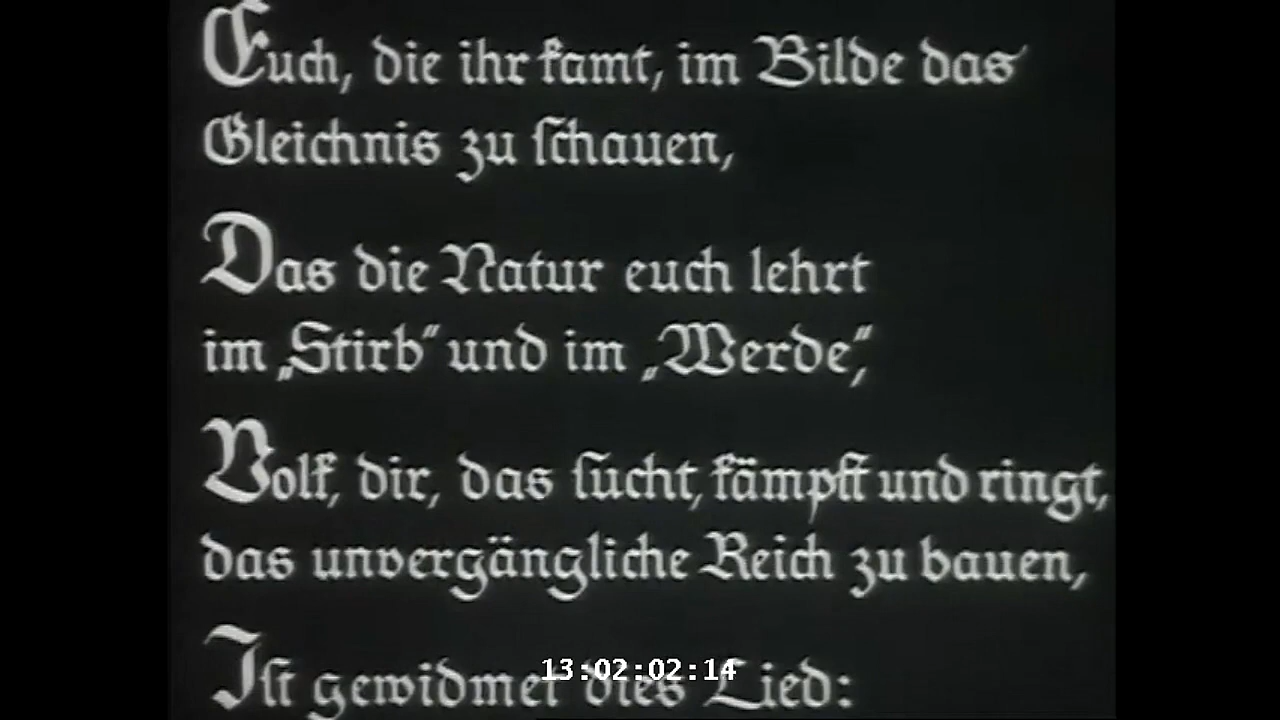 Euch, die ihr kamt, im Bilde das
Gleichnis zu ſchauen,
Das die Natur euch lehrt
im „Stirb“ und im „Werde“,
Volk, dir, das ſucht, kämpft und ringt,
das unvergängliche Reich zu bauen,
Iſt gewidmet dies Lied:
13:02:02:14